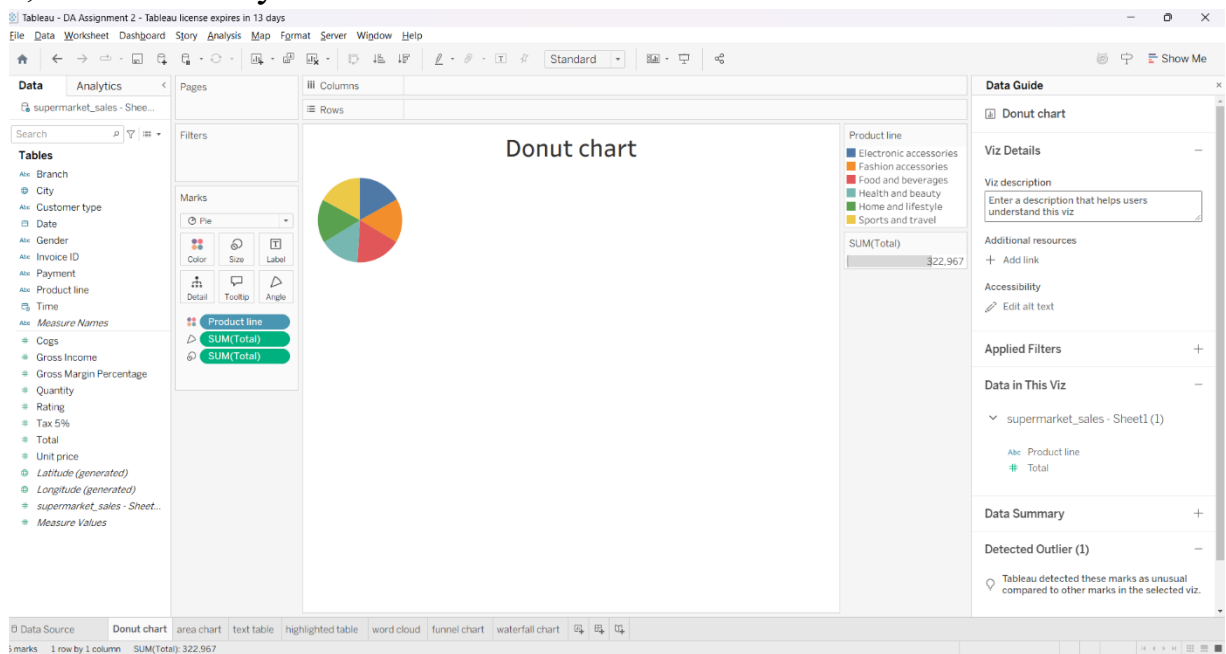 Tableau - DA Assignment 2 - Tableau license expires in 13 days
File Data Worksheet Dashboard Story Analysis Map Format Server Window Help
Standard
Show Me
Data Analytics
supermarket_sales - Shee...
Search
Tables
Abc Branch
City
Abc Customer type
Date
Abc Gender
Abc Invoice ID
Abc Payment
Abc Product line
Time
Abc Measure Names
# Cogs
# Gross Income
# Gross Margin Percentage
# Quantity
# Rating
# Tax 5%
# Total
# Unit price
Latitude (generated)
Longitude (generated)
# supermarket_sales - Sheet...
# Measure Values
Pages
Filters
Marks
Pie
Color Size Label
Detail Tooltip Angle
Product line
SUM(Total)
SUM(Total)
Columns
Rows
Donut chart
Product line
Electronic accessories
Fashion accessories
Food and beverages
Health and beauty
Home and lifestyle
Sports and travel
SUM(Total)
322,967
Data Guide
Donut chart
Viz Details
Viz description
Enter a description that helps users
understand this viz
Additional resources
+ Add link
Accessibility
Edit alt text
Applied Filters
Data in This Viz
supermarket_sales - Sheet1 (1)
Abc Product line
# Total
Data Summary
Detected Outlier (1)
Tableau detected these marks as unusual
compared to other marks in the selected viz.
Data Source Donut chart area chart text table highlighted table word cloud funnel chart waterfall chart
marks 1 row by 1 column SUM(Total): 322,967